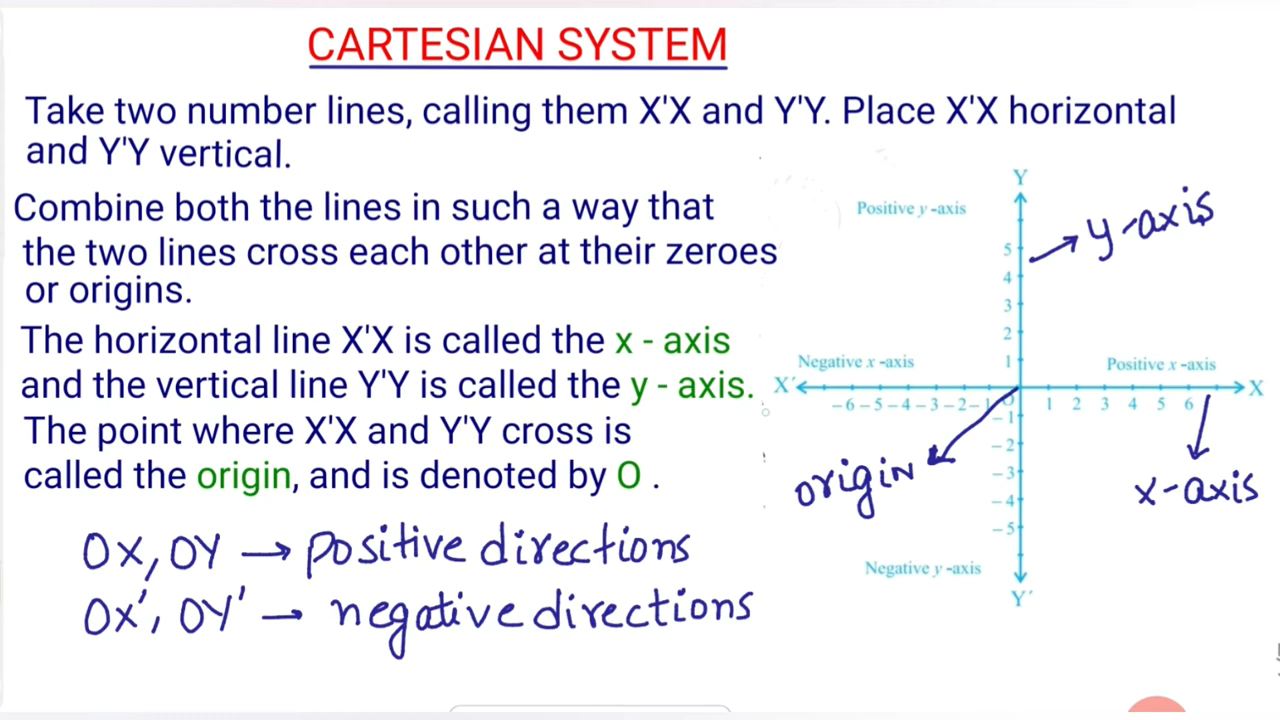 CARTESIAN SYSTEM
Take two number lines, calling them X'X and Y'Y. Place X'X horizontal
and Y'Y vertical.
Combine both the lines in such a way that
the two lines cross each other at their zeroes
or origins.
The horizontal line X'X is called the x - axis
and the vertical line Y'Y is called the y - axis.
The point where X'X and Y'Y cross is
called the origin, and is denoted by O .
OX, OY → positive directions
OX', OY' → negative directions
Y
Positive y -axis
y-axis
5
4
3
2
1
Negative x -axis
Positive x -axis
X′
X
-6 -5 -4 -3 -2 -1 O 1 2 3 4 5 6
-1
-2
-3
-4
-5
origin
x-axis
Negative y -axis
Y′